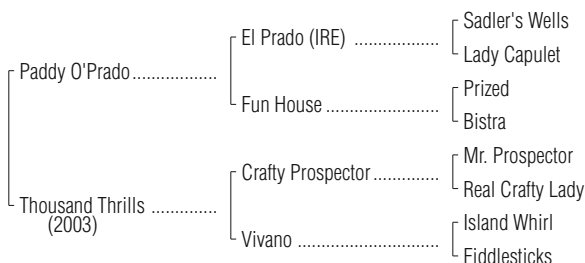 Sadler's Wells
El Prado (IRE) ..................
Lady Capulet
Paddy O'Prado ..................
Prized
Fun House ........................
Bistra
Mr. Prospector
Crafty Prospector ..............
Real Crafty Lady
Thousand Thrills ..............
(2003)
Island Whirl
Vivano ..............................
Fiddlesticks